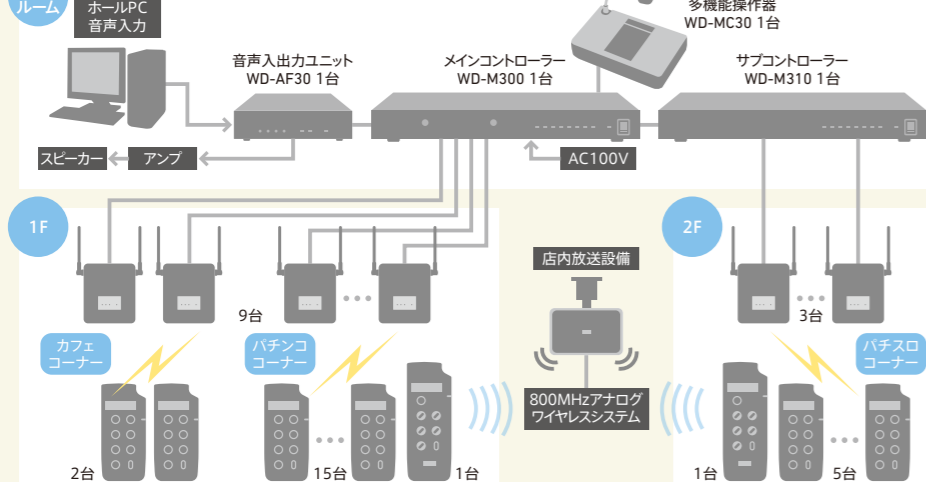 ルーム
ホールPC
音声入力
多機能操作器
WD-MC30 1台
音声入出力ユニット
WD-AF30 1台
メインコントローラー
WD-M300 1台
サブコントローラー
WD-M310 1台
スピーカー
アンプ
AC100V
1F
2F
店内放送設備
9台
3台
カフェ
コーナー
パチンコ
コーナー
パチスロ
コーナー
800MHzアナログ
ワイヤレスシステム
2台
15台
1台
1台
5台